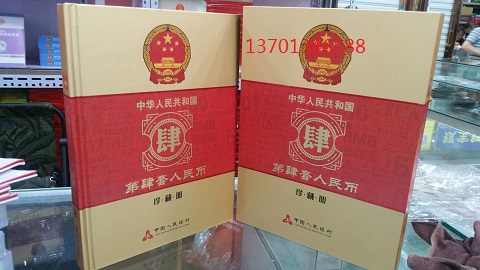 中华人民共和国
肆
第肆套人民币
珍·藏·册
中国人民银行
中华人民共和国
肆
第肆套人民币
珍·藏·册
中国人民银行